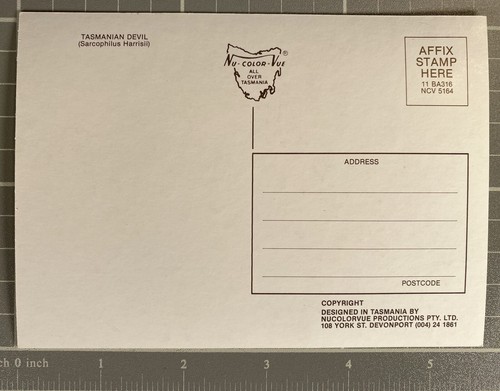 TASMANIAN DEVIL
(Sarcophilus Harrisii)
NU-COLOR-VUE®
ALL
OVER
TASMANIA
AFFIX
STAMP
HERE
11 BA316
NCV 5164
ADDRESS
POSTCODE
COPYRIGHT
DESIGNED IN TASMANIA BY
NUCOLORVUE PRODUCTIONS PTY. LTD.
108 YORK ST. DEVONPORT (004) 24 1861
ch 0 inch 1 2 3 4 5